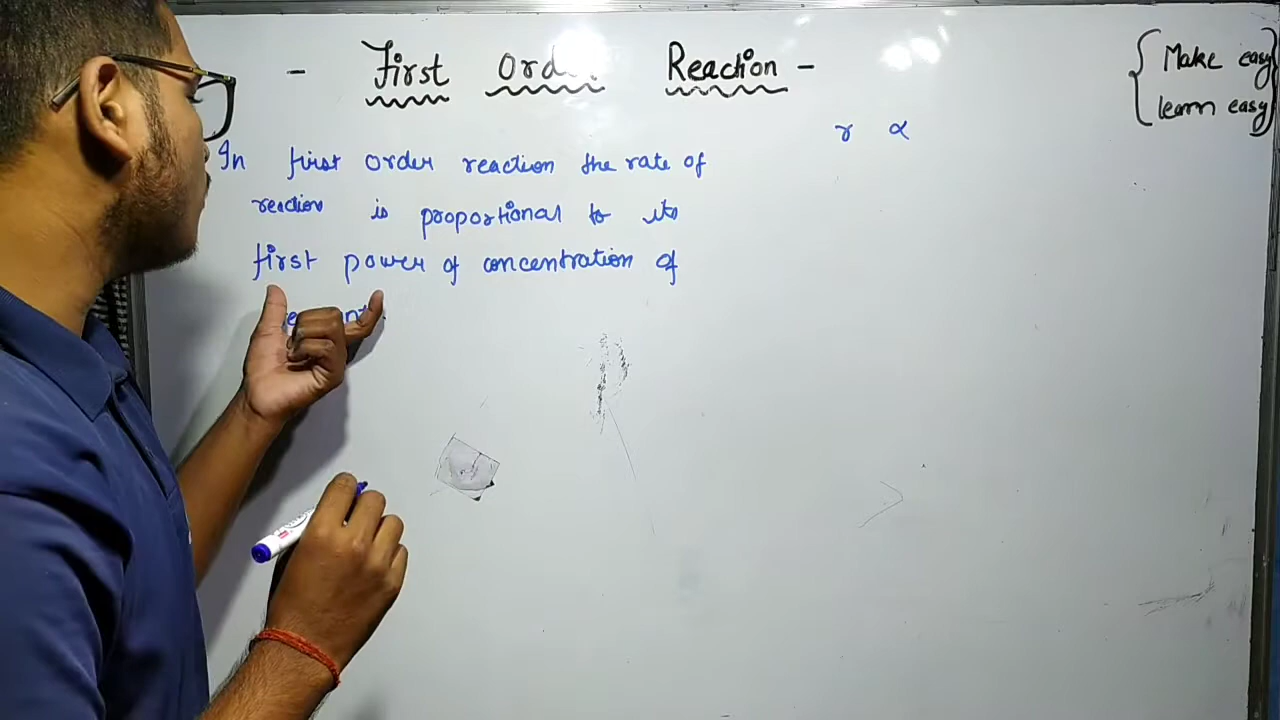 - First Order Reaction -
{ Make easy
learn easy }
r ∝
In first order reaction the rate of
reaction is proportional to its
first power of concentration of